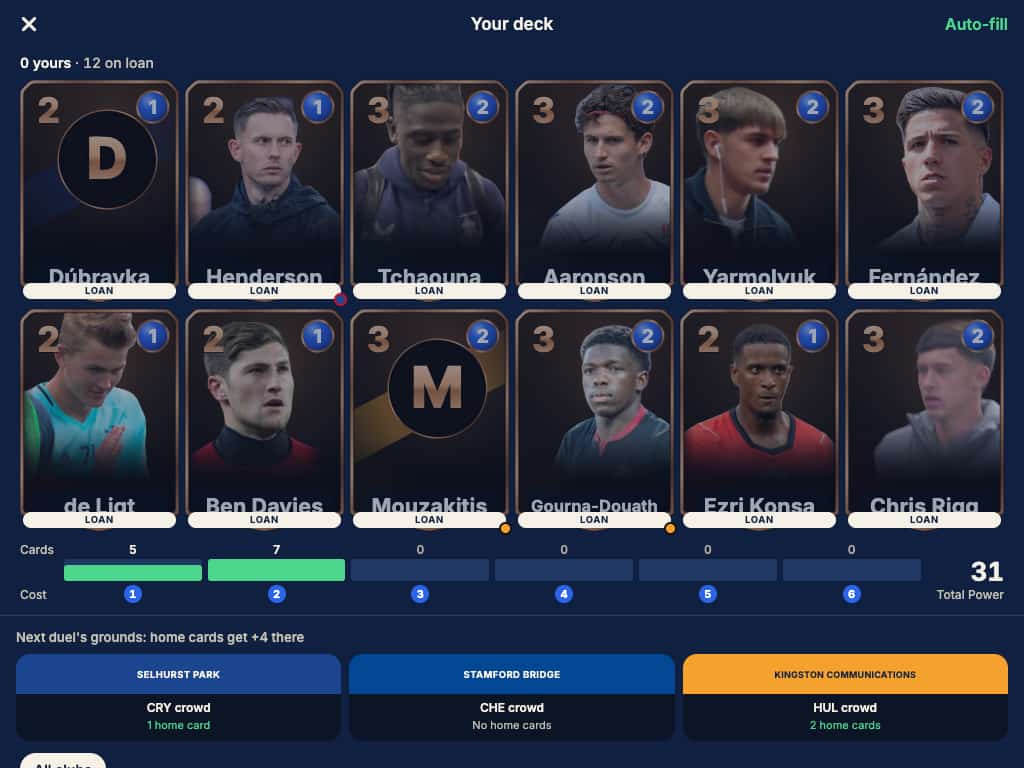 Your deck
Auto-fill
0 yours · 12 on loan
2 1 2 1 3 2 3 2 3 2 3 2
D
Dúbravka Henderson Tchaouna Aaronson Yarmolyuk Fernández
LOAN LOAN LOAN LOAN LOAN LOAN
2 1 2 1 3 2 3 2 2 1 3 2
M
de Ligt Ben Davies Mouzakitis Gourna-Douath Ezri Konsa Chris Rigg
LOAN LOAN LOAN LOAN LOAN LOAN
Cards 5 7 0 0 0 0
31
Cost 1 2 3 4 5 6 Total Power
Next duel's grounds: home cards get +4 there
SELHURST PARK STAMFORD BRIDGE KINGSTON COMMUNICATIONS
CRY crowd CHE crowd HUL crowd
1 home card No home cards 2 home cards
All clubs